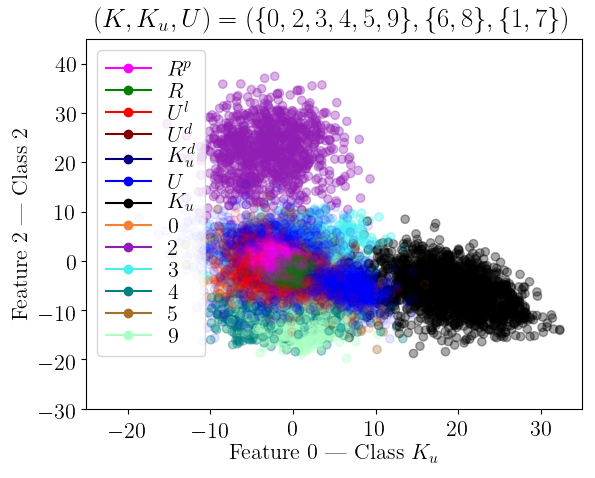 (K, K_u, U) = ({0, 2, 3, 4, 5, 9}, {6, 8}, {1, 7})
R^p
R
U^l
U^d
K_u^d
U
K_u
0
2
3
4
5
9
Feature 2 — Class 2
40
30
20
10
0
−10
−20
−30
−20 −10 0 10 20 30
Feature 0 — Class K_u